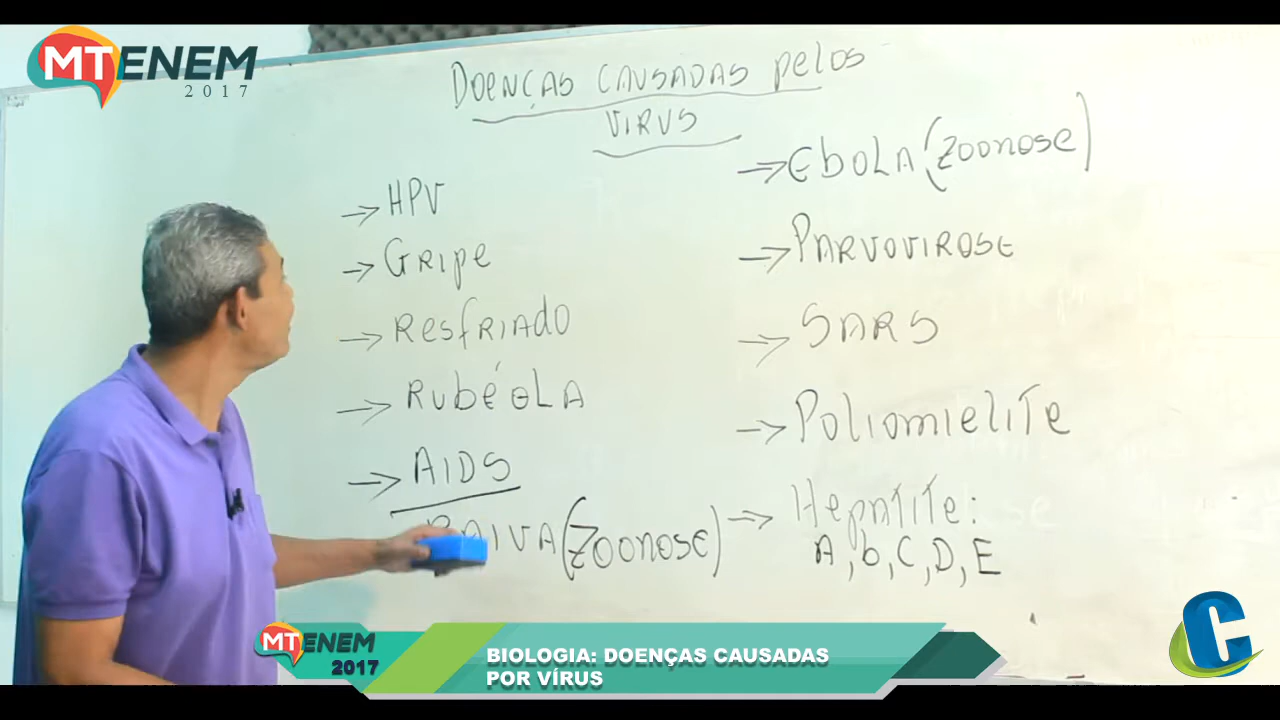 MTENEM
2017
Doenças causadas pelos
vírus
→ HPV
→ Gripe
→ Resfriado
→ Rubéola
→ AIDS
RAIVA (Zoonose)
→ Ebola (Zoonose)
→ Parvovirose
→ SARS
→ Poliomielite
→ Hepatite:
A, b, C, D, E
MTENEM
2017
BIOLOGIA: DOENÇAS CAUSADAS
POR VÍRUS
C